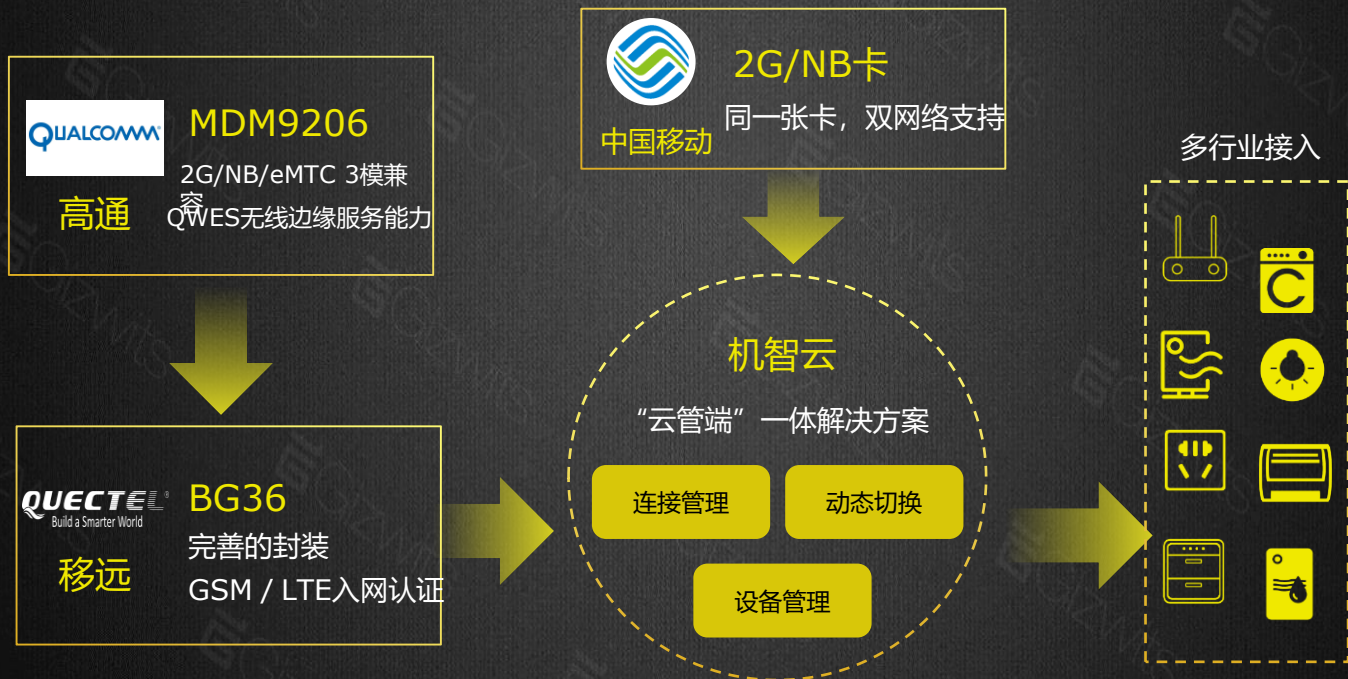 QUALCOMM
高通
MDM9206
2G/NB/eMTC 3模兼
容
QWES无线边缘服务能力
中国移动
2G/NB卡
同一张卡，双网络支持
多行业接入
QUECTEL®
Build a Smarter World
移远
BG36
完善的封装
GSM / LTE入网认证
机智云
“云管端”一体解决方案
连接管理
动态切换
设备管理
GIZWITS